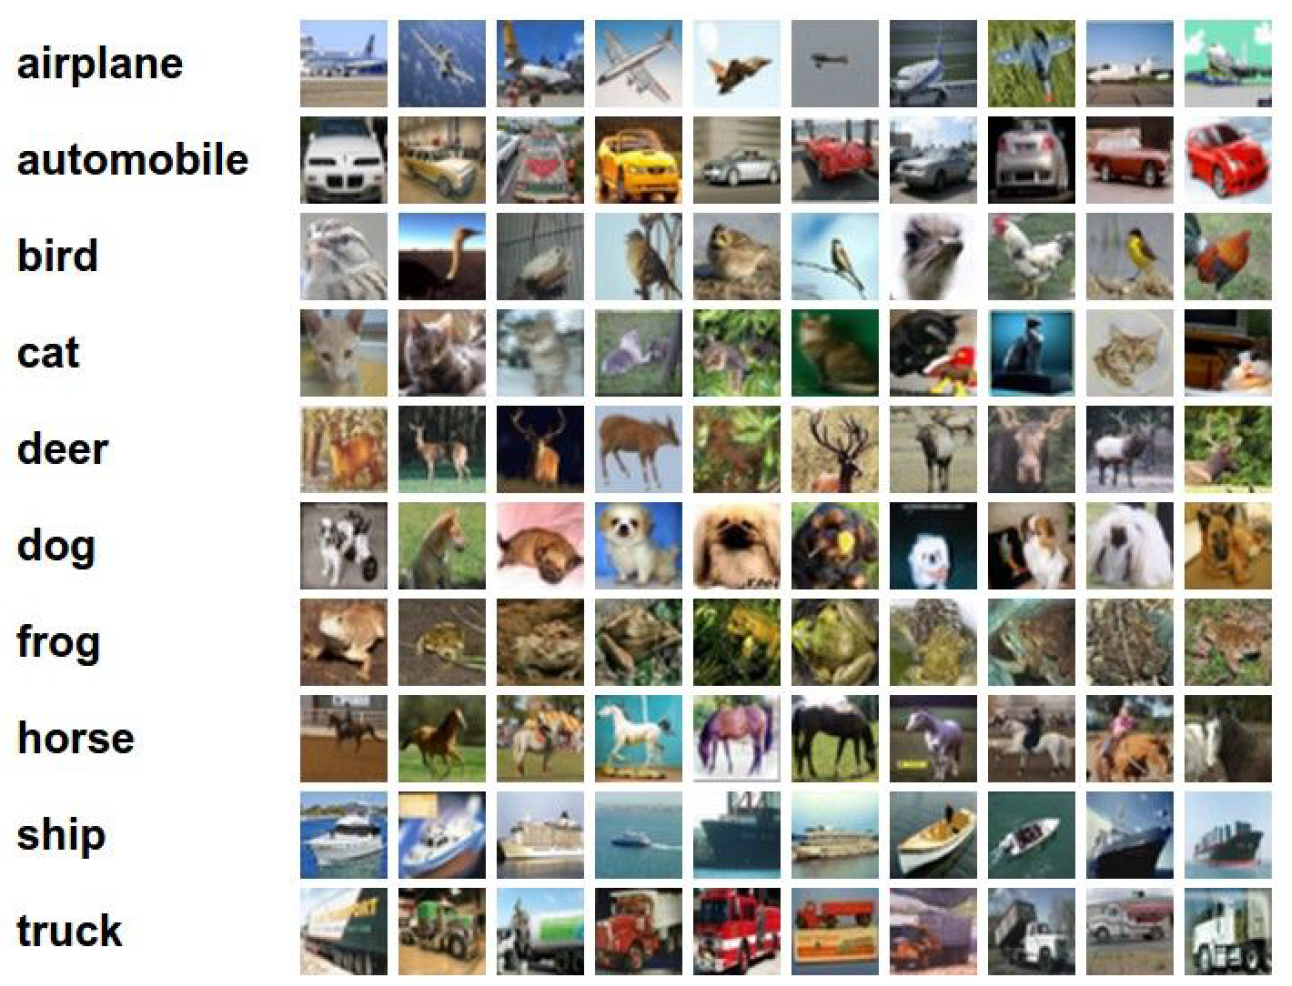 airplane
automobile
bird
cat
deer
dog
frog
horse
ship
truck